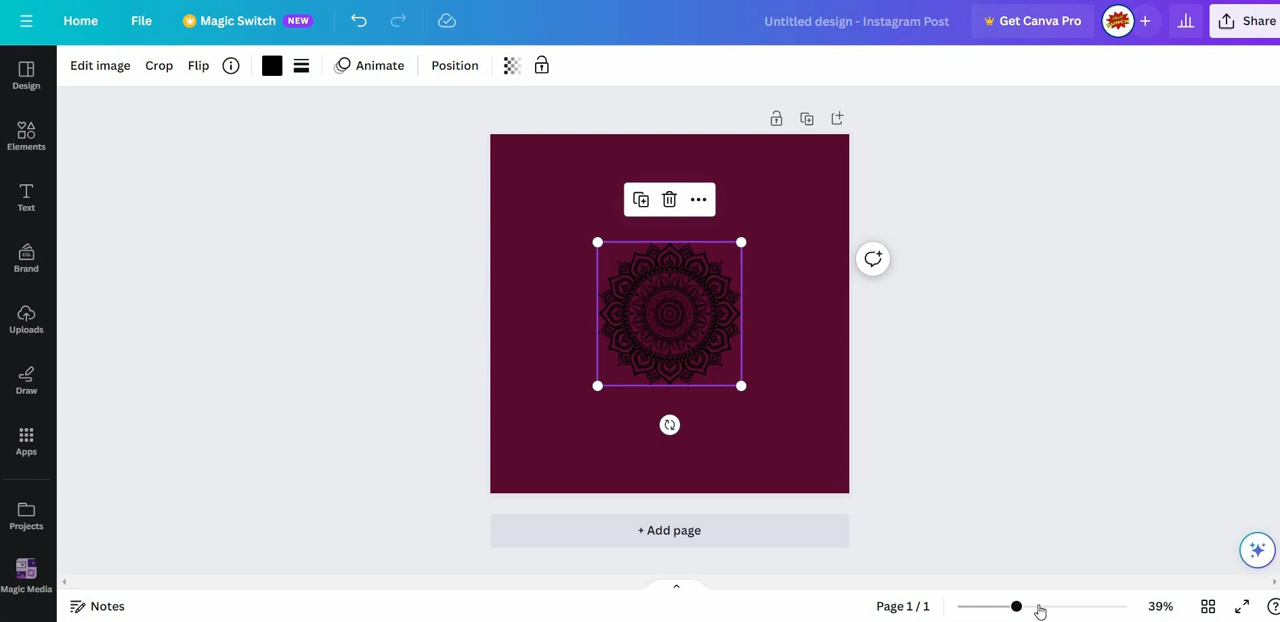 Home File Magic Switch NEW Untitled design - Instagram Post Get Canva Pro Share
Edit image Crop Flip Animate Position
Design
Elements
Text
CO.
Brand
Uploads
Draw
Apps
Projects
Magic Media
+ Add page
Notes Page 1 / 1 39%